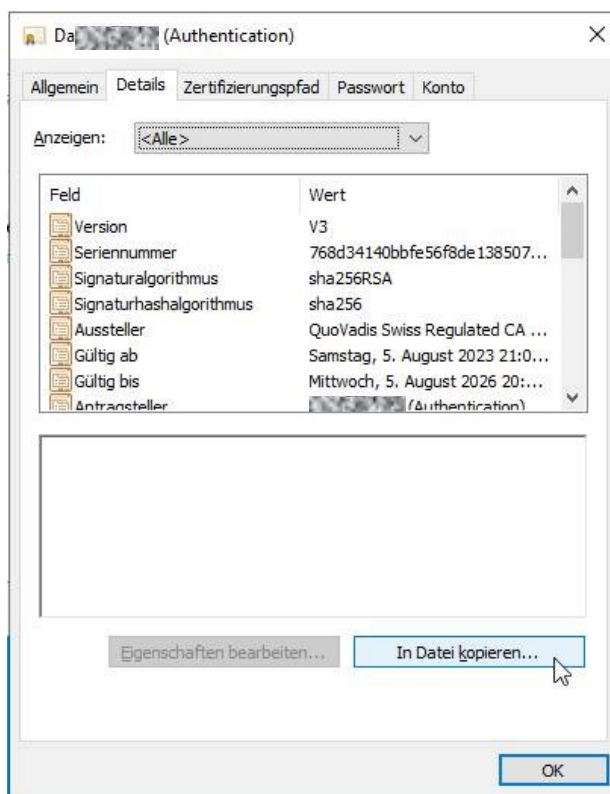 (Authentication)
Allgemein Details Zertifizierungspfad Passwort Konto
Anzeigen: <Alle>
Feld Wert
Version V3
Seriennummer 768d34140bbfe56f8de138507...
Signaturalgorithmus sha256RSA
Signaturhashalgorithmus sha256
Aussteller QuoVadis Swiss Regulated CA ...
Gültig ab Samstag, 5. August 2023 21:0...
Gültig bis Mittwoch, 5. August 2026 20:...
Antragsteller (Authentication)
Eigenschaften bearbeiten... In Datei kopieren...
OK